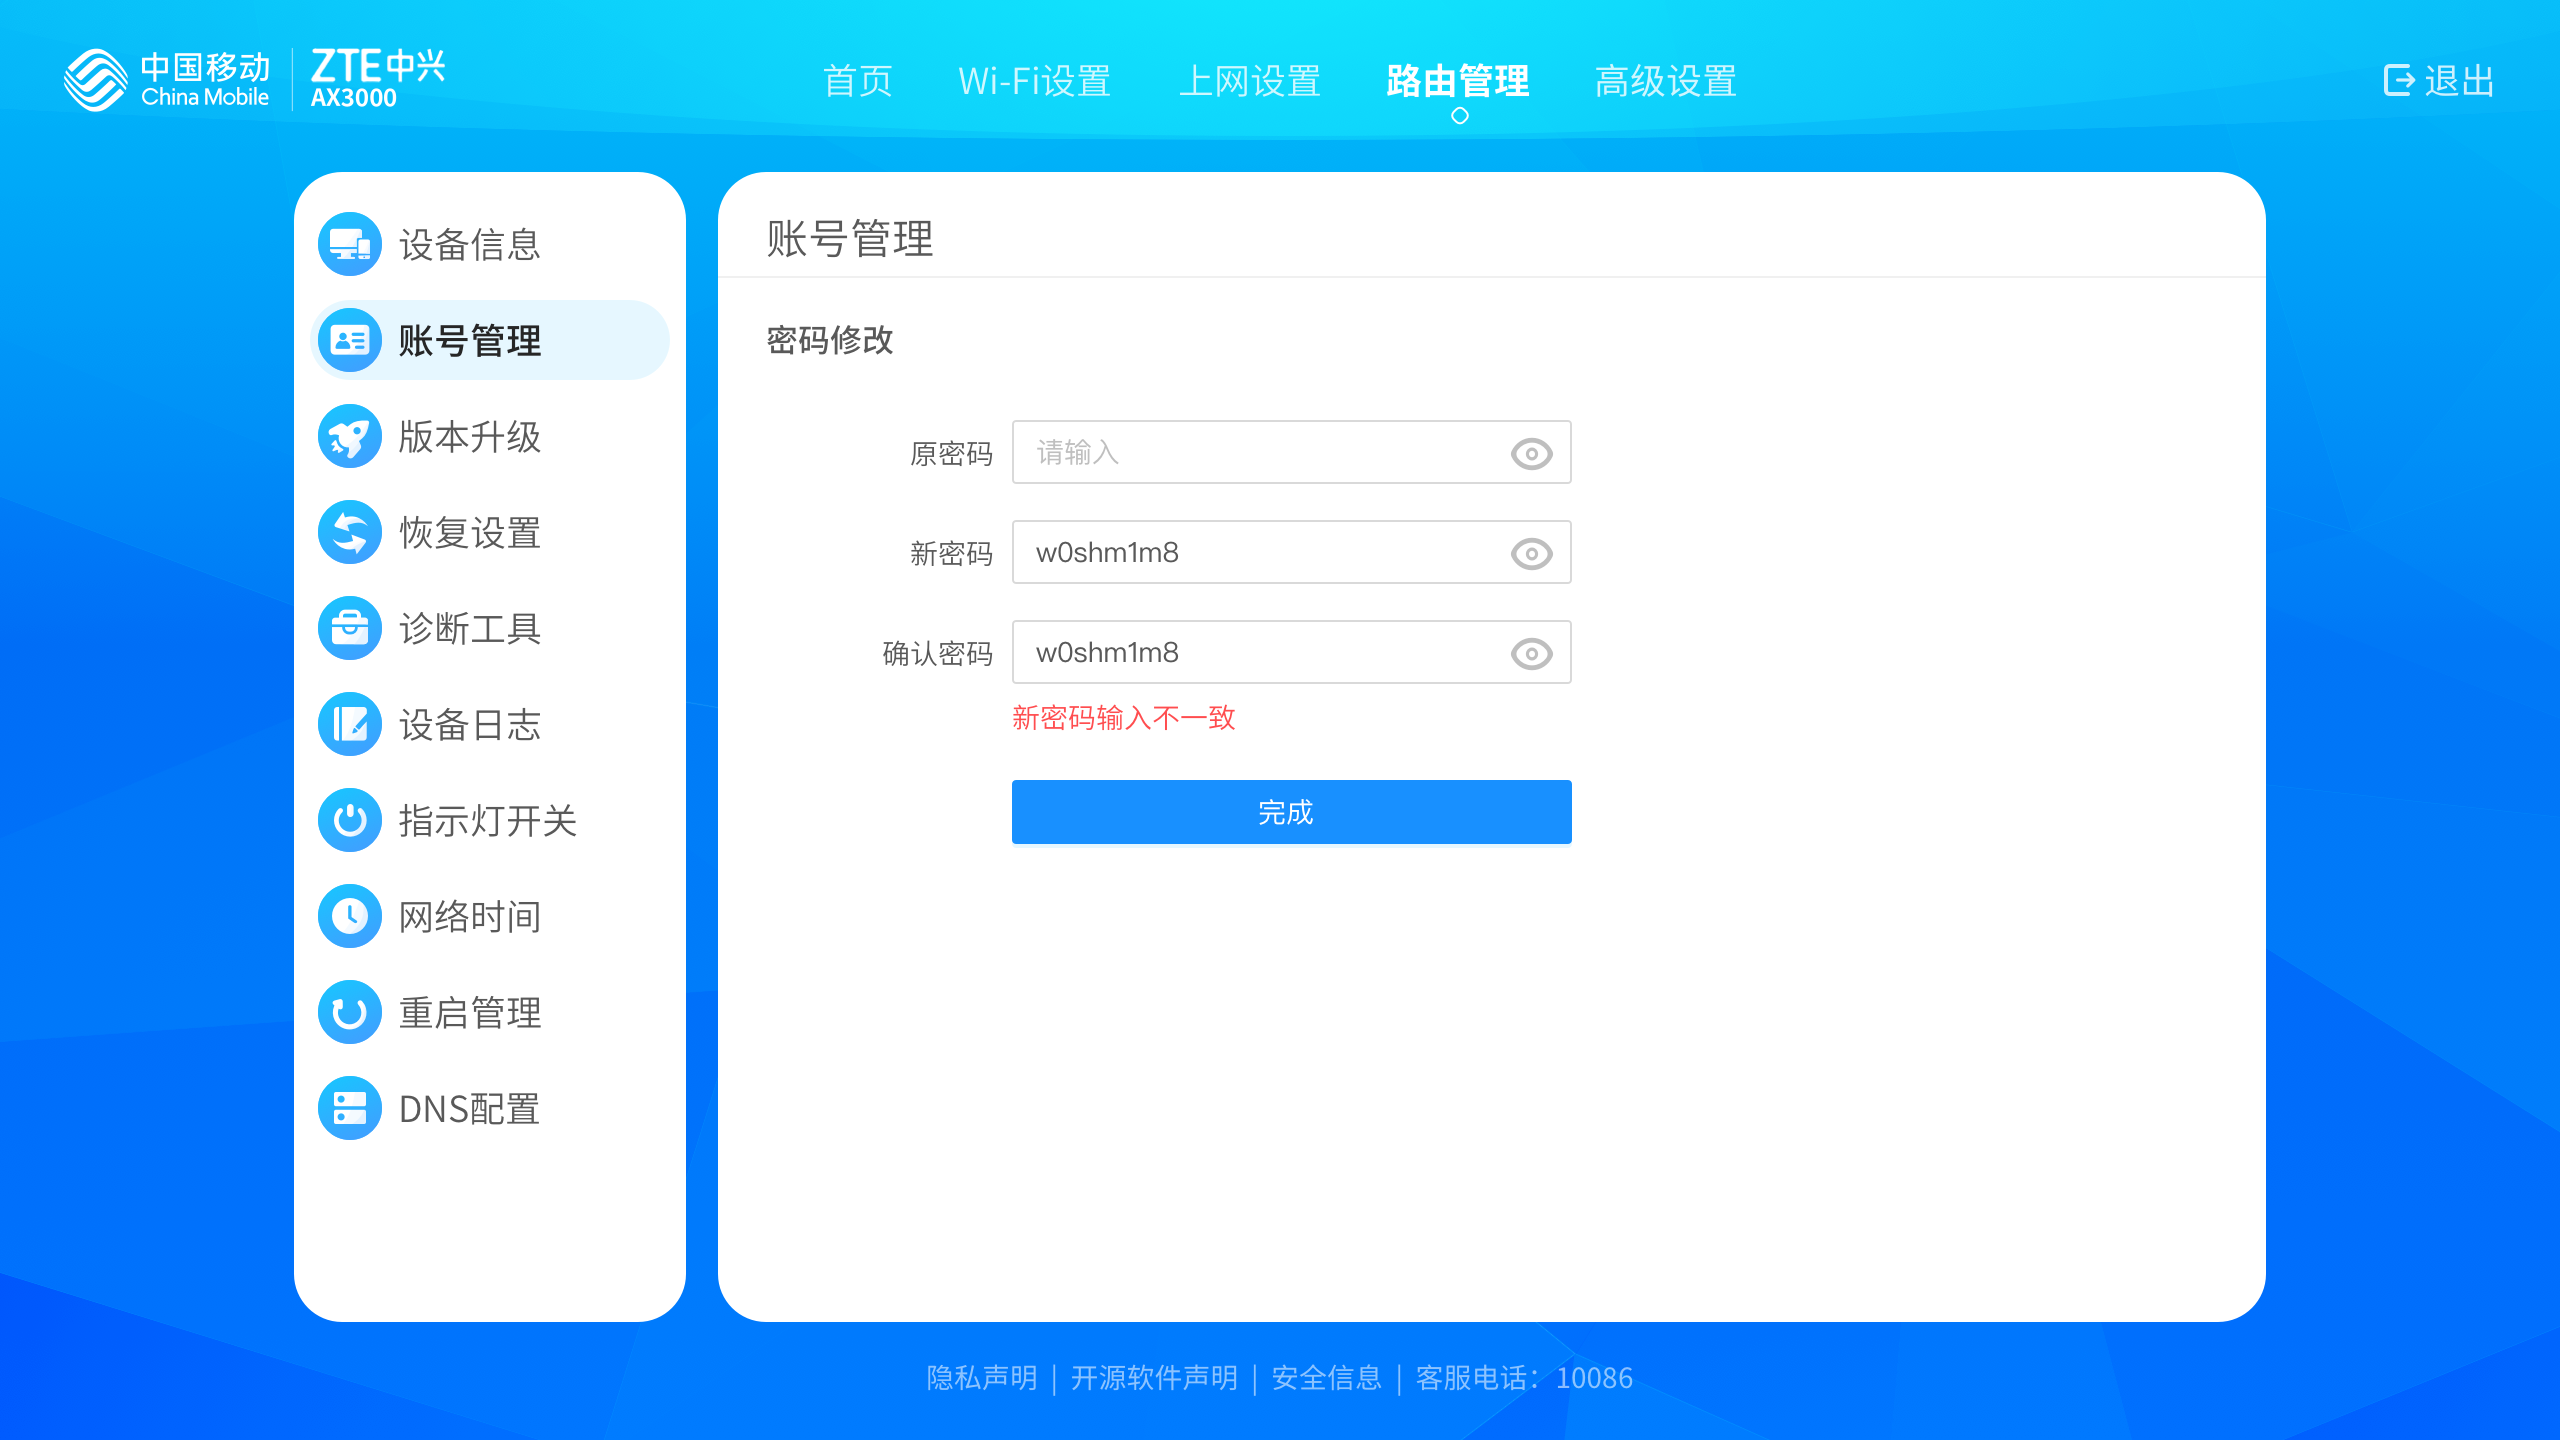 中国移动
China Mobile
ZTE中兴
AX3000
首页
Wi-Fi设置
上网设置
路由管理
高级设置
退出
设备信息
账号管理
版本升级
恢复设置
诊断工具
设备日志
指示灯开关
网络时间
重启管理
DNS配置
账号管理
密码修改
原密码 请输入
新密码 w0shm1m8
确认密码 w0shm1m8
新密码输入不一致
完成
隐私声明 | 开源软件声明 | 安全信息 | 客服电话：10086